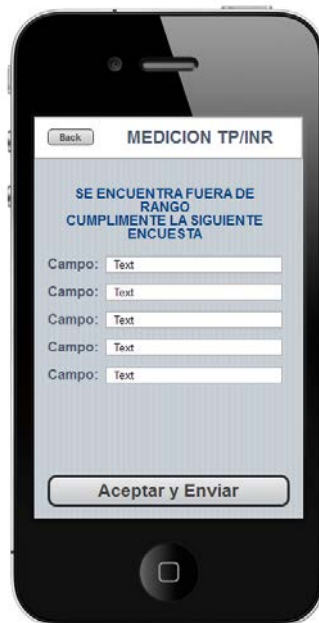 Back
MEDICION TP/INR
SE ENCUENTRA FUERA DE
RANGO
CUMPLIMENTE LA SIGUIENTE
ENCUESTA
Campo: Text
Campo: Text
Campo: Text
Campo: Text
Campo: Text
Aceptar y Enviar